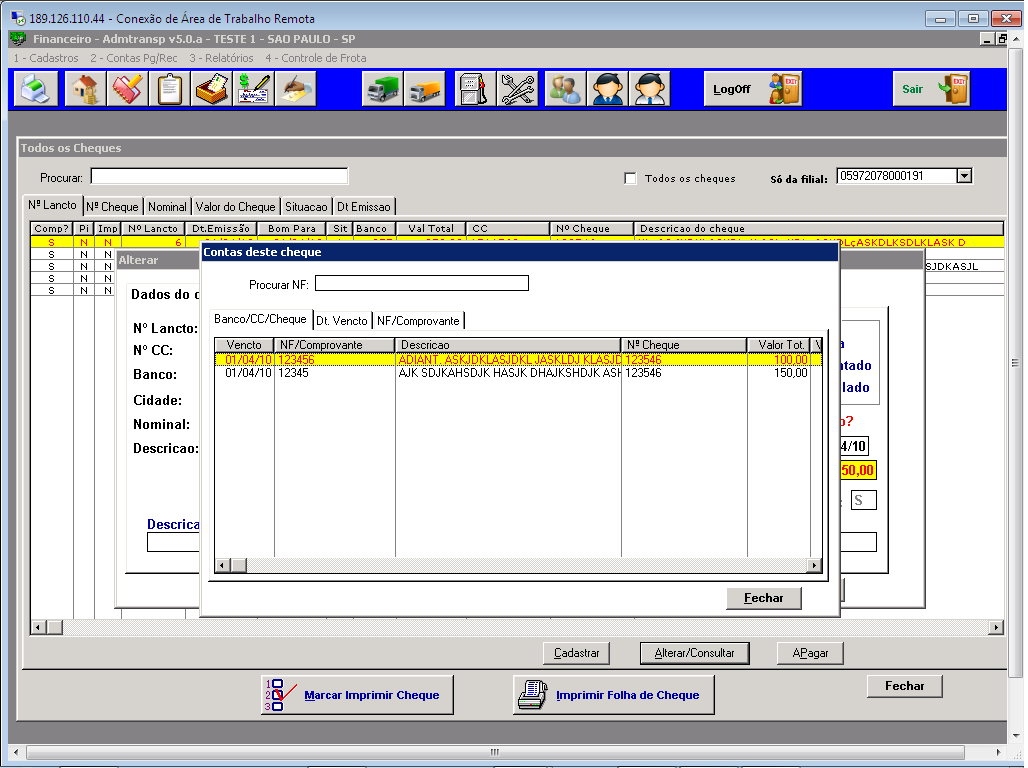 189.126.110.44 - Conexão de Área de Trabalho Remota
Financeiro - Admtransp v5.0.a - TESTE 1 - SAO PAULO - SP
1 - Cadastros 2 - Contas Pg/Rec 3 - Relatórios 4 - Controle de Frota
LogOff EXIT Sair EXIT
Todos os Cheques
Procurar: Todos os cheques Só da filial: 05972078000191
Nº Lancto Nº Cheque Nominal Valor do Cheque Situacao Dt Emissao
Comp? Pi Imp Nº Lancto Dt.Emissão Bom Para Sit Banco Val Total CC Nº Cheque Descricao do cheque
S N N 6
S N N
S N N SJDKASJL
S N N
S N N
Alterar
Dados do c
Nº Lancto:
Nº CC:
Banco:
Cidade:
Nominal:
Descricao:
Descrica
ntado
lado
o?
4/10
50,00
S
Contas deste cheque
Procurar NF:
Banco/CC/Cheque Dt. Vencto NF/Comprovante
Vencto NF/Comprovante Descricao Nº Cheque Valor Tot. V
01/04/10 123456 ADIANT. ASKJDKLASJDKL JASKLDJ KLASJD 123546 100,00
01/04/10 12345 AJK SDJKAHSDJK HASJK DHAJKSHDJK ASH 123546 150,00
Fechar
Cadastrar Alterar/Consultar APagar
1 2 3 Marcar Imprimir Cheque Imprimir Folha de Cheque Fechar